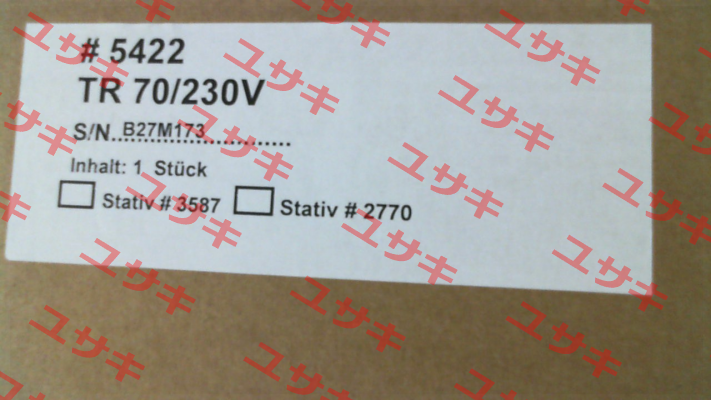 # 5422
TR 70/230V
S/N..B27M173..............
Inhalt: 1 Stück
Stativ # 3587 Stativ # 2770
ユサキ